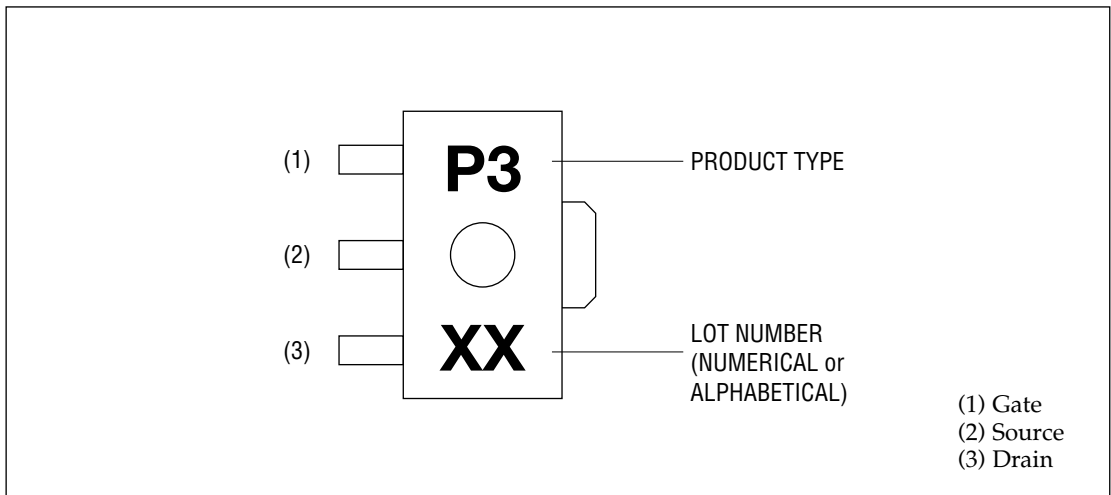 (1)
P3
PRODUCT TYPE
(2)
(3)
XX
LOT NUMBER
(NUMERICAL or
ALPHABETICAL)
(1) Gate
(2) Source
(3) Drain